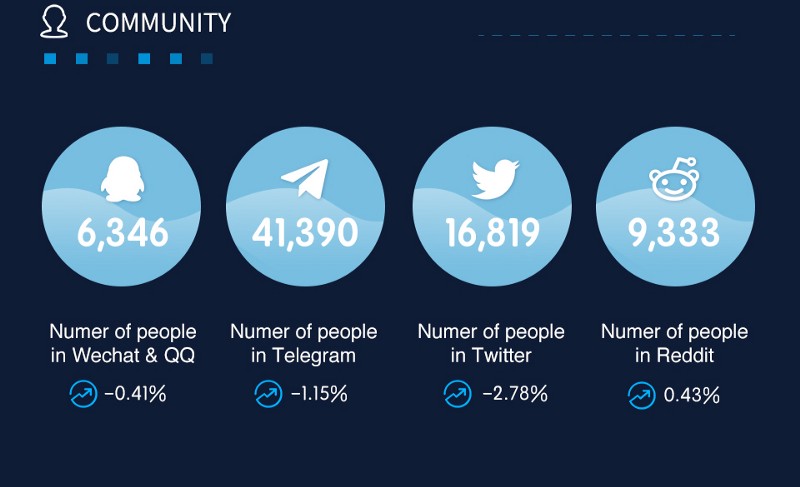 COMMUNITY
6,346
41,390
16,819
9,333
Numer of people
in Wechat & QQ
Numer of people
in Telegram
Numer of people
in Twitter
Numer of people
in Reddit
-0.41%
-1.15%
-2.78%
0.43%